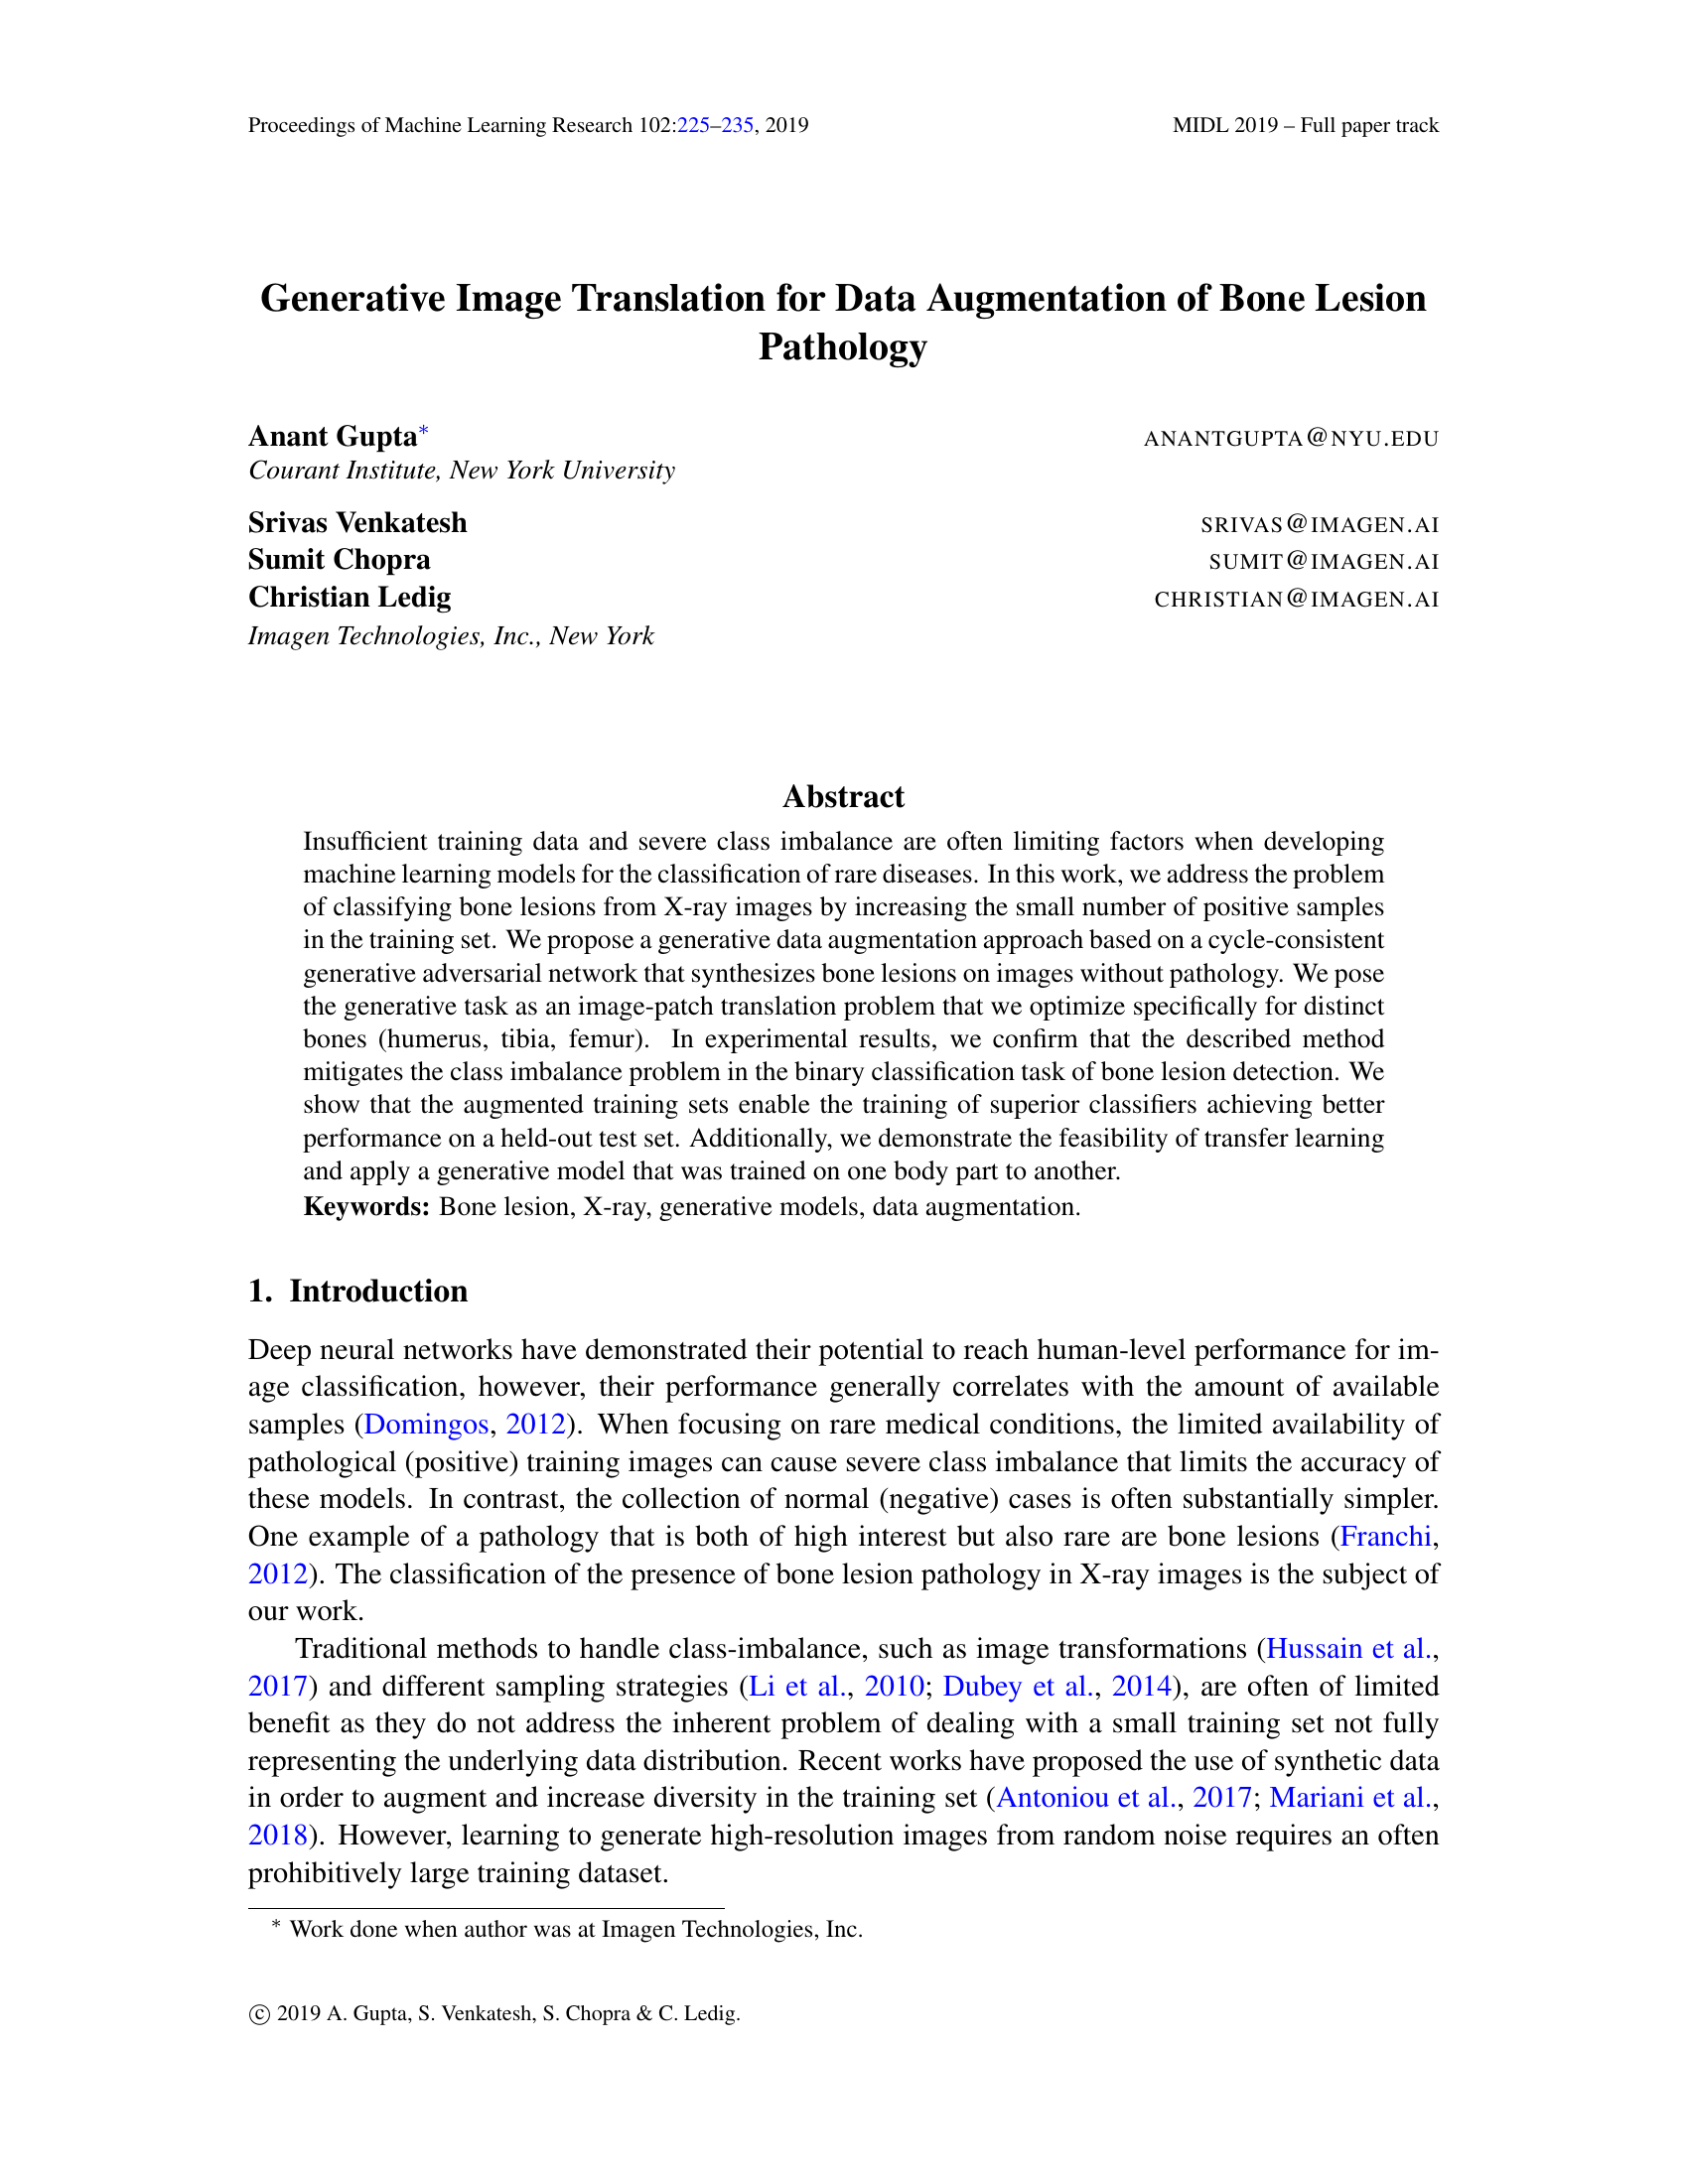 Proceedings of Machine Learning Research 102:225–235, 2019 MIDL 2019 – Full paper track
Generative Image Translation for Data Augmentation of Bone Lesion
Pathology
Anant Gupta* ANANTGUPTA@NYU.EDU
Courant Institute, New York University
Srivas Venkatesh SRIVAS@IMAGEN.AI
Sumit Chopra SUMIT@IMAGEN.AI
Christian Ledig CHRISTIAN@IMAGEN.AI
Imagen Technologies, Inc., New York
Abstract
Insufficient training data and severe class imbalance are often limiting factors when developing
machine learning models for the classification of rare diseases. In this work, we address the problem
of classifying bone lesions from X-ray images by increasing the small number of positive samples
in the training set. We propose a generative data augmentation approach based on a cycle-consistent
generative adversarial network that synthesizes bone lesions on images without pathology. We pose
the generative task as an image-patch translation problem that we optimize specifically for distinct
bones (humerus, tibia, femur). In experimental results, we confirm that the described method
mitigates the class imbalance problem in the binary classification task of bone lesion detection. We
show that the augmented training sets enable the training of superior classifiers achieving better
performance on a held-out test set. Additionally, we demonstrate the feasibility of transfer learning
and apply a generative model that was trained on one body part to another.
Keywords: Bone lesion, X-ray, generative models, data augmentation.
1. Introduction
Deep neural networks have demonstrated their potential to reach human-level performance for im-
age classification, however, their performance generally correlates with the amount of available
samples (Domingos, 2012). When focusing on rare medical conditions, the limited availability of
pathological (positive) training images can cause severe class imbalance that limits the accuracy of
these models. In contrast, the collection of normal (negative) cases is often substantially simpler.
One example of a pathology that is both of high interest but also rare are bone lesions (Franchi,
2012). The classification of the presence of bone lesion pathology in X-ray images is the subject of
our work.
Traditional methods to handle class-imbalance, such as image transformations (Hussain et al.,
2017) and different sampling strategies (Li et al., 2010; Dubey et al., 2014), are often of limited
benefit as they do not address the inherent problem of dealing with a small training set not fully
representing the underlying data distribution. Recent works have proposed the use of synthetic data
in order to augment and increase diversity in the training set (Antoniou et al., 2017; Mariani et al.,
2018). However, learning to generate high-resolution images from random noise requires an often
prohibitively large training dataset.
* Work done when author was at Imagen Technologies, Inc.
© 2019 A. Gupta, S. Venkatesh, S. Chopra & C. Ledig.